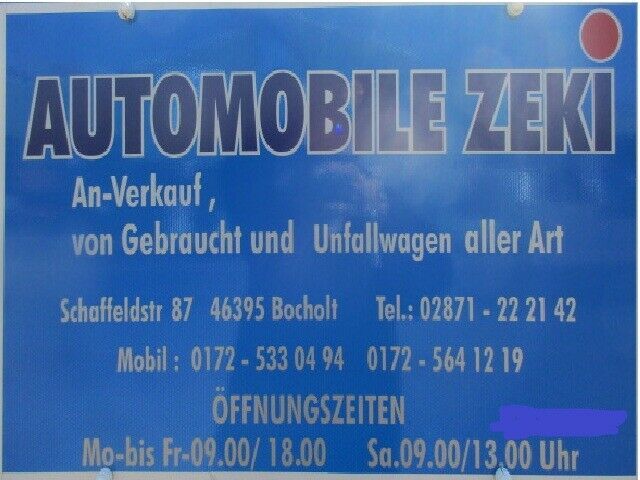 AUTOMOBILE ZEKi
An-Verkauf ,
von Gebraucht und Unfallwagen aller Art
Schaffeldstr 87 46395 Bocholt Tel.: 02871 - 22 21 42
Mobil : 0172 - 533 04 94 0172 - 564 12 19
ÖFFNUNGSZEITEN
Mo-bis Fr-09.00/ 18.00 Sa.09.00/13.00 Uhr